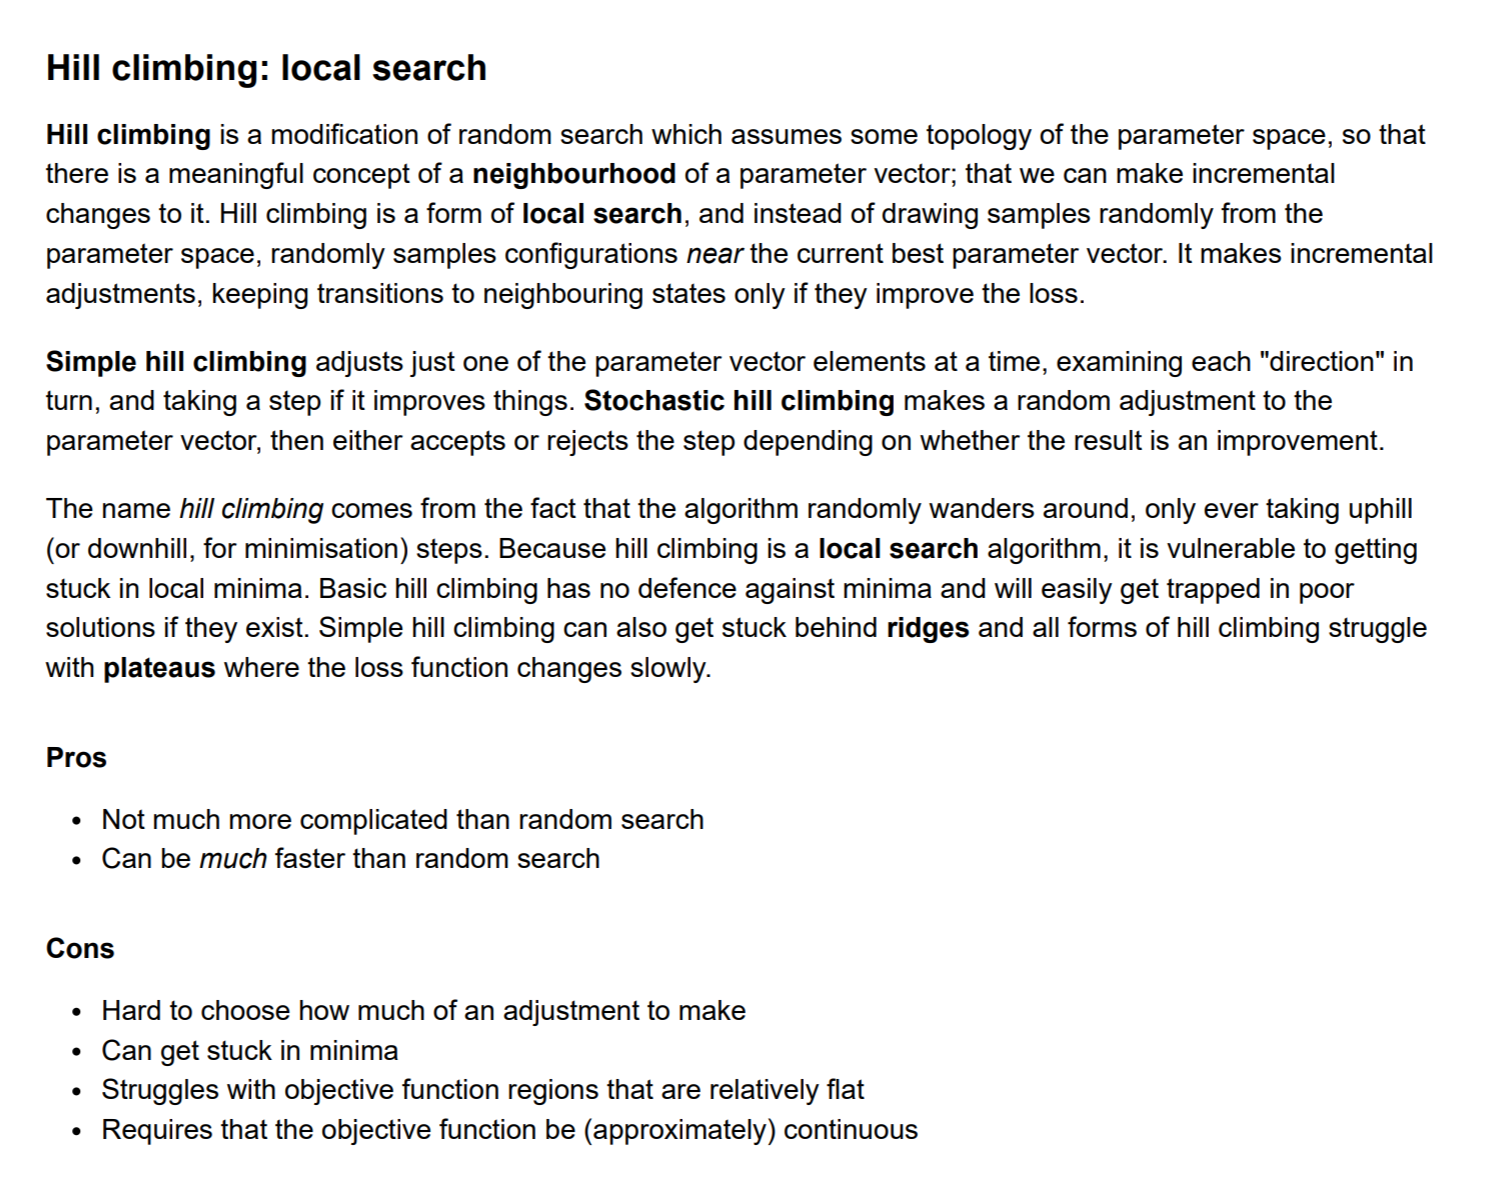 Hill climbing: local search
Hill climbing is a modification of random search which assumes some topology of the parameter space, so that
there is a meaningful concept of a neighbourhood of a parameter vector; that we can make incremental
changes to it. Hill climbing is a form of local search, and instead of drawing samples randomly from the
parameter space, randomly samples configurations near the current best parameter vector. It makes incremental
adjustments, keeping transitions to neighbouring states only if they improve the loss.
Simple hill climbing adjusts just one of the parameter vector elements at a time, examining each "direction" in
turn, and taking a step if it improves things. Stochastic hill climbing makes a random adjustment to the
parameter vector, then either accepts or rejects the step depending on whether the result is an improvement.
The name hill climbing comes from the fact that the algorithm randomly wanders around, only ever taking uphill
(or downhill, for minimisation) steps. Because hill climbing is a local search algorithm, it is vulnerable to getting
stuck in local minima. Basic hill climbing has no defence against minima and will easily get trapped in poor
solutions if they exist. Simple hill climbing can also get stuck behind ridges and all forms of hill climbing struggle
with plateaus where the loss function changes slowly.
Pros
• Not much more complicated than random search
• Can be much faster than random search
Cons
• Hard to choose how much of an adjustment to make
• Can get stuck in minima
• Struggles with objective function regions that are relatively flat
• Requires that the objective function be (approximately) continuous